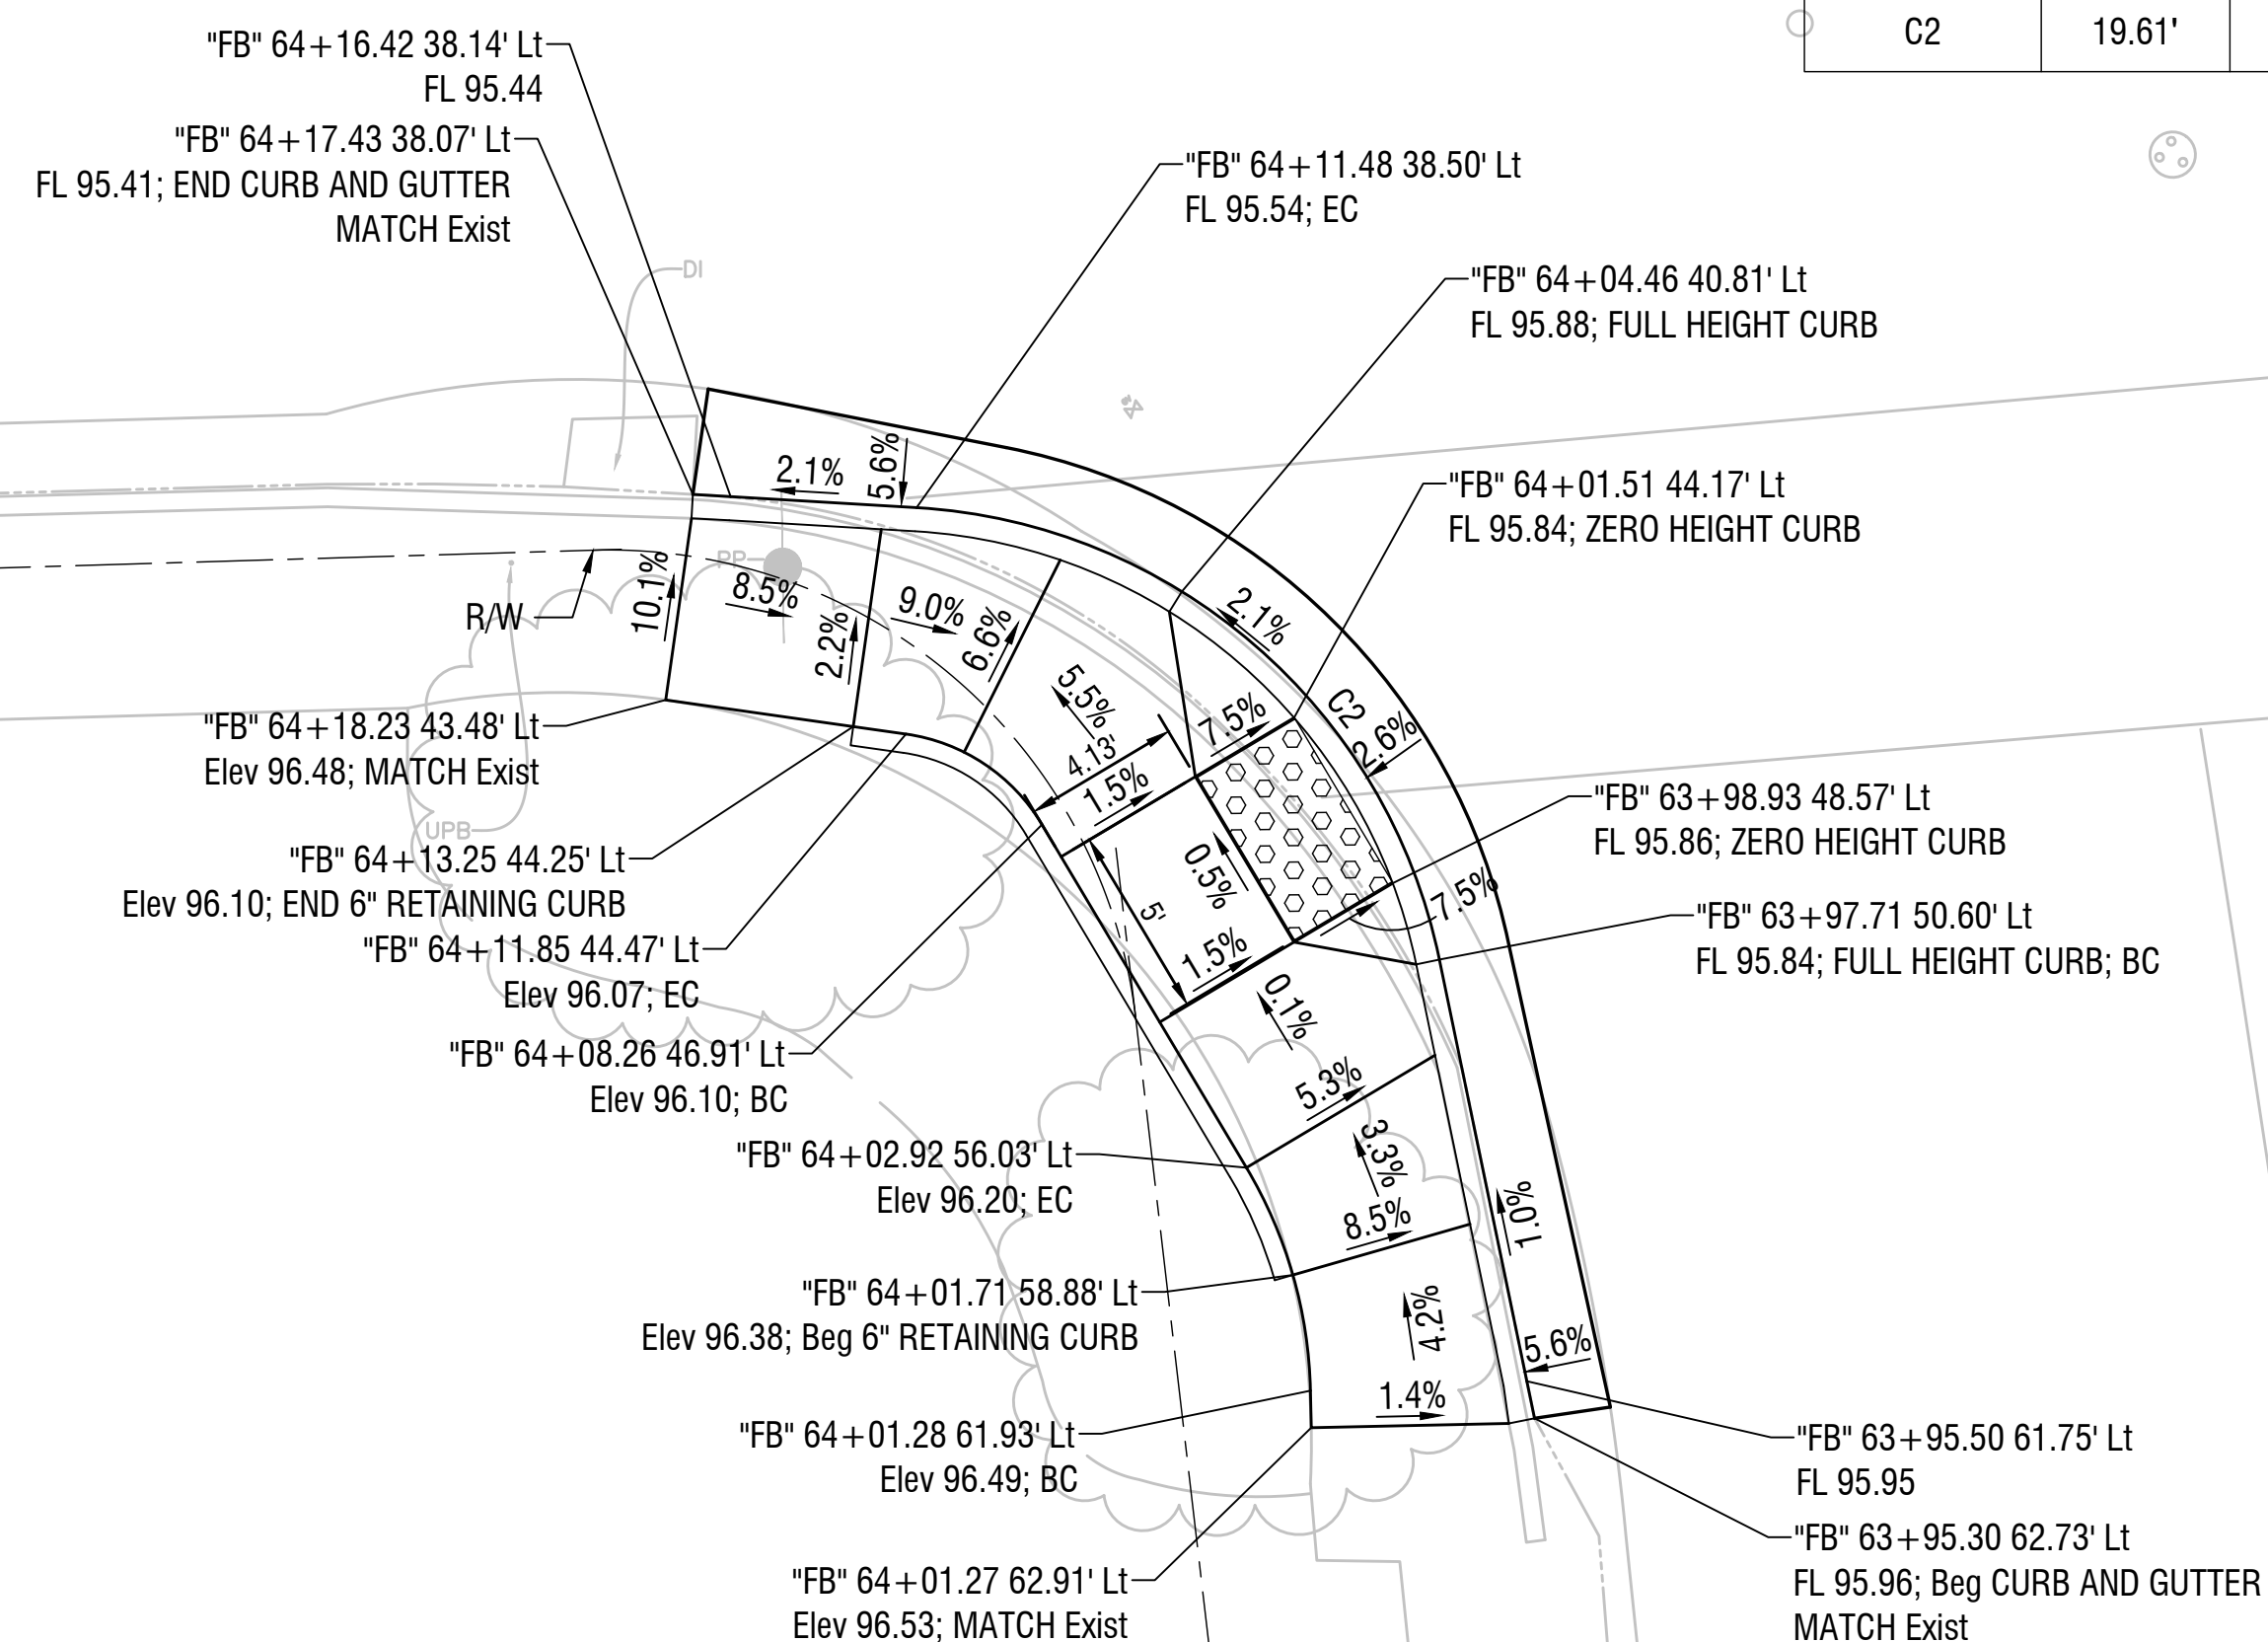 C2 19.61'
"FB" 64+16.42 38.14' Lt
FL 95.44
"FB" 64+17.43 38.07' Lt
FL 95.41; END CURB AND GUTTER
MATCH Exist
"FB" 64+11.48 38.50' Lt
FL 95.54; EC
"FB" 64+04.46 40.81' Lt
FL 95.88; FULL HEIGHT CURB
"FB" 64+01.51 44.17' Lt
FL 95.84; ZERO HEIGHT CURB
DI
2.1%
5.6%
PP
10.1%
8.5%
2.2%
9.0%
6.6%
R/W
2.1%
5.5%
7.5%
C2
2.6%
4.13'
1.5%
"FB" 64+18.23 43.48' Lt
Elev 96.48; MATCH Exist
UPB
"FB" 64+13.25 44.25' Lt
Elev 96.10; END 6" RETAINING CURB
"FB" 64+11.85 44.47' Lt
Elev 96.07; EC
"FB" 64+08.26 46.91' Lt
Elev 96.10; BC
"FB" 63+98.93 48.57' Lt
FL 95.86; ZERO HEIGHT CURB
0.5%
7.5%
5'
1.5%
"FB" 63+97.71 50.60' Lt
FL 95.84; FULL HEIGHT CURB; BC
0.1%
5.3%
"FB" 64+02.92 56.03' Lt
Elev 96.20; EC
3.3%
8.5%
1.0%
"FB" 64+01.71 58.88' Lt
Elev 96.38; Beg 6" RETAINING CURB
4.2%
5.6%
1.4%
"FB" 64+01.28 61.93' Lt
Elev 96.49; BC
"FB" 63+95.50 61.75' Lt
FL 95.95
"FB" 63+95.30 62.73' Lt
FL 95.96; Beg CURB AND GUTTER
MATCH Exist
"FB" 64+01.27 62.91' Lt
Elev 96.53; MATCH Exist